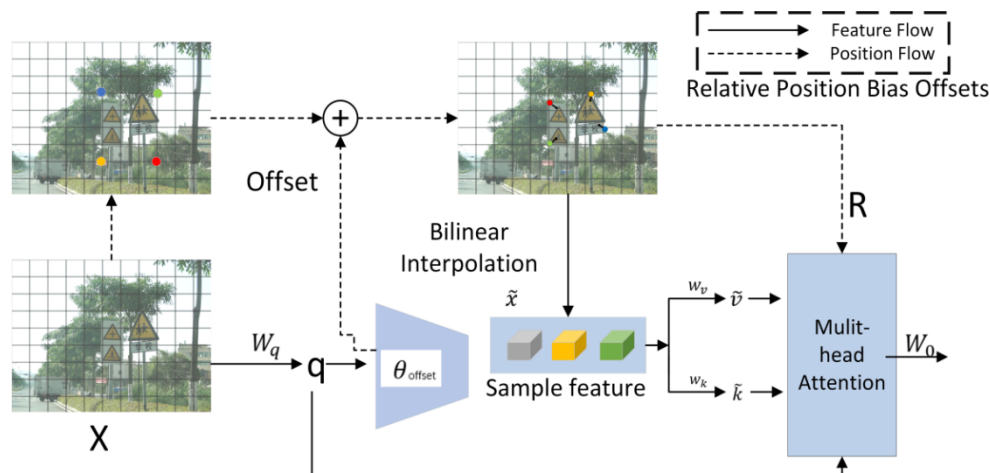 Feature Flow
Position Flow
Relative Position Bias Offsets
+
Offset
R
Bilinear
Interpolation
x̃
W_q
q
θ_offset
Sample feature
w_v
ṽ
w_k
k̃
Mulit-
head
Attention
W_0
X